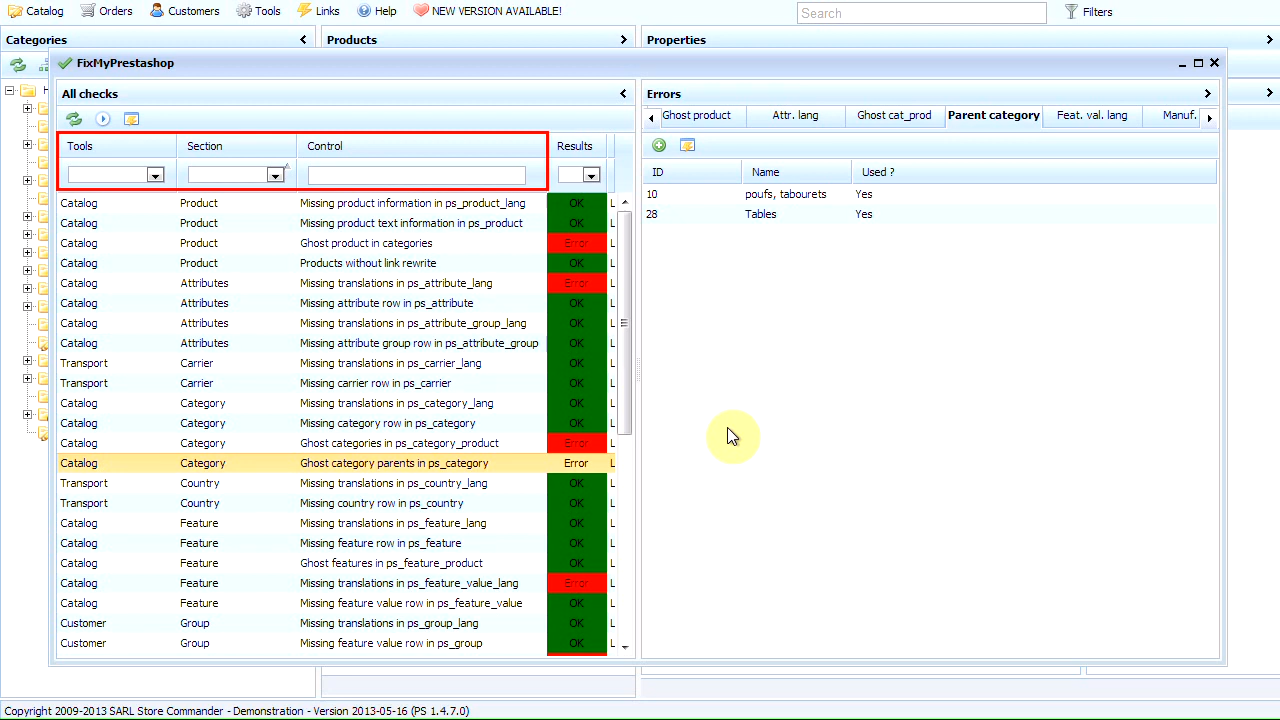 Catalog Orders Customers Tools Links Help NEW VERSION AVAILABLE! Search Filters
Categories Products Properties
FixMyPrestashop
All checks
Tools Section Control Results
Catalog Product Missing product information in ps_product_lang OK L
Catalog Product Missing product text information in ps_product OK L
Catalog Product Ghost product in categories Error L
Catalog Product Products without link rewrite OK L
Catalog Attributes Missing translations in ps_attribute_lang Error L
Catalog Attributes Missing attribute row in ps_attribute OK L
Catalog Attributes Missing translations in ps_attribute_group_lang OK L
Catalog Attributes Missing attribute group row in ps_attribute_group OK L
Transport Carrier Missing translations in ps_carrier_lang OK L
Transport Carrier Missing carrier row in ps_carrier OK L
Catalog Category Missing translations in ps_category_lang OK L
Catalog Category Missing category row in ps_category OK L
Catalog Category Ghost categories in ps_category_product Error L
Catalog Category Ghost category parents in ps_category Error L
Transport Country Missing translations in ps_country_lang OK L
Transport Country Missing country row in ps_country OK L
Catalog Feature Missing translations in ps_feature_lang OK L
Catalog Feature Missing feature row in ps_feature OK L
Catalog Feature Ghost features in ps_feature_product OK L
Catalog Feature Missing translations in ps_feature_value_lang Error L
Catalog Feature Missing feature value row in ps_feature_value OK L
Customer Group Missing translations in ps_group_lang OK L
Customer Group Missing feature value row in ps_group OK L
Errors
Ghost product Attr. lang Ghost cat_prod Parent category Feat. val. lang Manuf.
ID Name Used ?
10 poufs, tabourets Yes
28 Tables Yes
Copyright 2009-2013 SARL Store Commander - Demonstration - Version 2013-05-16 (PS 1.4.7.0)